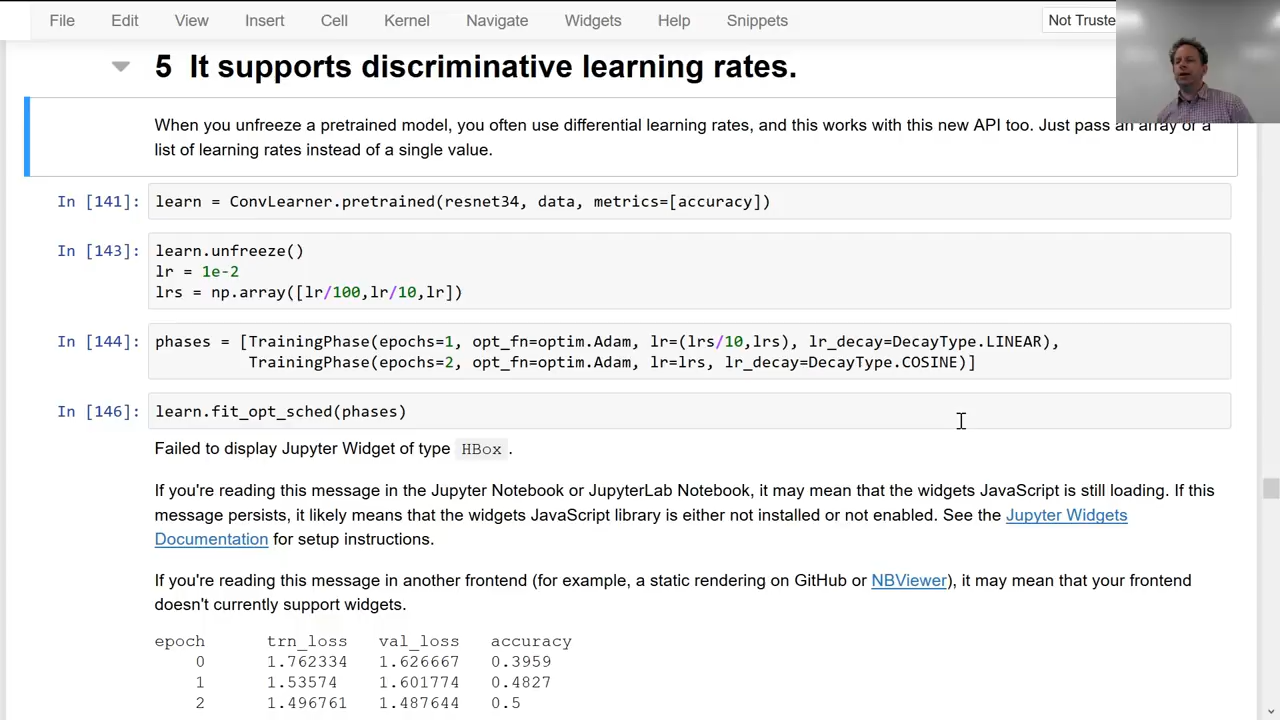 File Edit View Insert Cell Kernel Navigate Widgets Help Snippets Not Truste
5 It supports discriminative learning rates.
When you unfreeze a pretrained model, you often use differential learning rates, and this works with this new API too. Just pass an array or a
list of learning rates instead of a single value.
In [141]: learn = ConvLearner.pretrained(resnet34, data, metrics=[accuracy])
In [143]: learn.unfreeze()
lr = 1e-2
lrs = np.array([lr/100,lr/10,lr])
In [144]: phases = [TrainingPhase(epochs=1, opt_fn=optim.Adam, lr=(lrs/10,lrs), lr_decay=DecayType.LINEAR),
TrainingPhase(epochs=2, opt_fn=optim.Adam, lr=lrs, lr_decay=DecayType.COSINE)]
In [146]: learn.fit_opt_sched(phases)
Failed to display Jupyter Widget of type HBox.
If you're reading this message in the Jupyter Notebook or JupyterLab Notebook, it may mean that the widgets JavaScript is still loading. If this
message persists, it likely means that the widgets JavaScript library is either not installed or not enabled. See the Jupyter Widgets
Documentation for setup instructions.
If you're reading this message in another frontend (for example, a static rendering on GitHub or NBViewer), it may mean that your frontend
doesn't currently support widgets.
epoch trn_loss val_loss accuracy
0 1.762334 1.626667 0.3959
1 1.53574 1.601774 0.4827
2 1.496761 1.487644 0.5